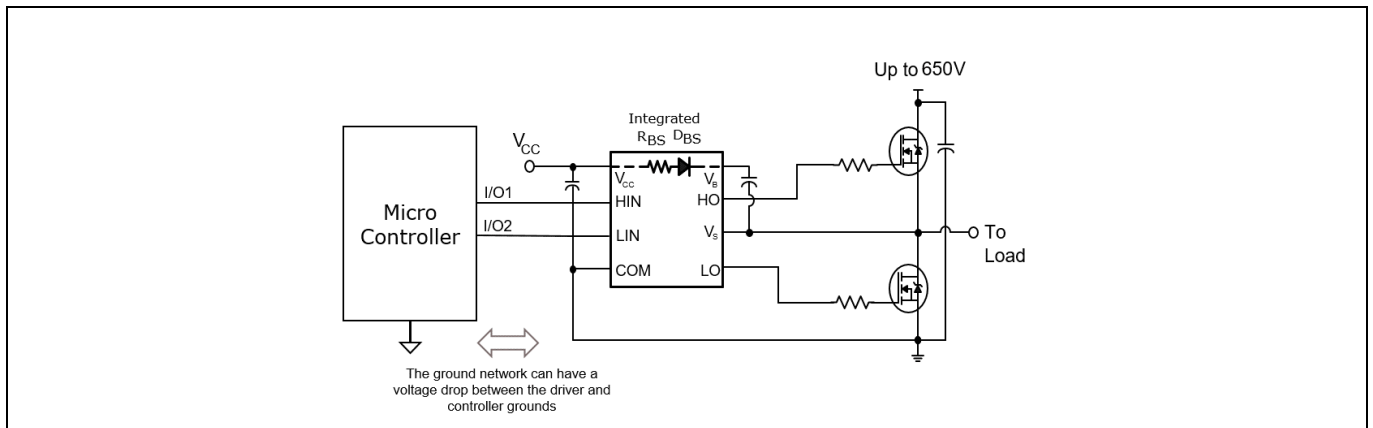 Up to 650V
Integrated
RBS DBS
VCC
VCC
VB
I/O1
HIN
HO
Micro
Controller
I/O2
LIN
VS
To
Load
COM
LO
The ground network can have a
voltage drop between the driver and
controller grounds